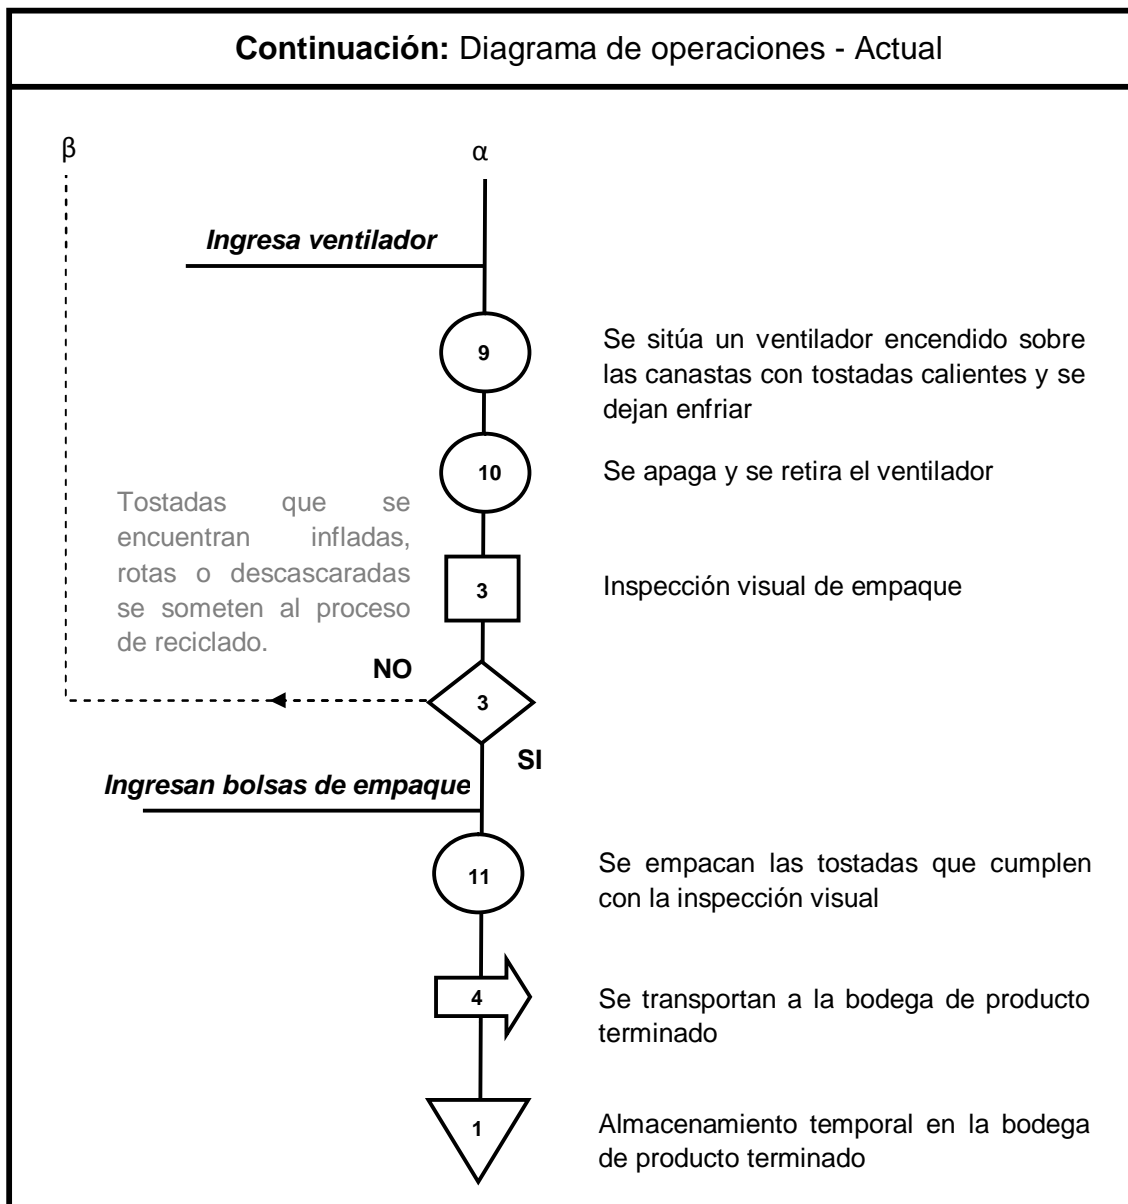 Continuación: Diagrama de operaciones - Actual
β
α
Ingresa ventilador
9
Se sitúa un ventilador encendido sobre
las canastas con tostadas calientes y se
dejan enfriar
10
Se apaga y se retira el ventilador
Tostadas que se
encuentran infladas,
rotas o descascaradas
se someten al proceso
de reciclado.
3
Inspección visual de empaque
NO
3
SI
Ingresan bolsas de empaque
11
Se empacan las tostadas que cumplen
con la inspección visual
4
Se transportan a la bodega de producto
terminado
1
Almacenamiento temporal en la bodega
de producto terminado